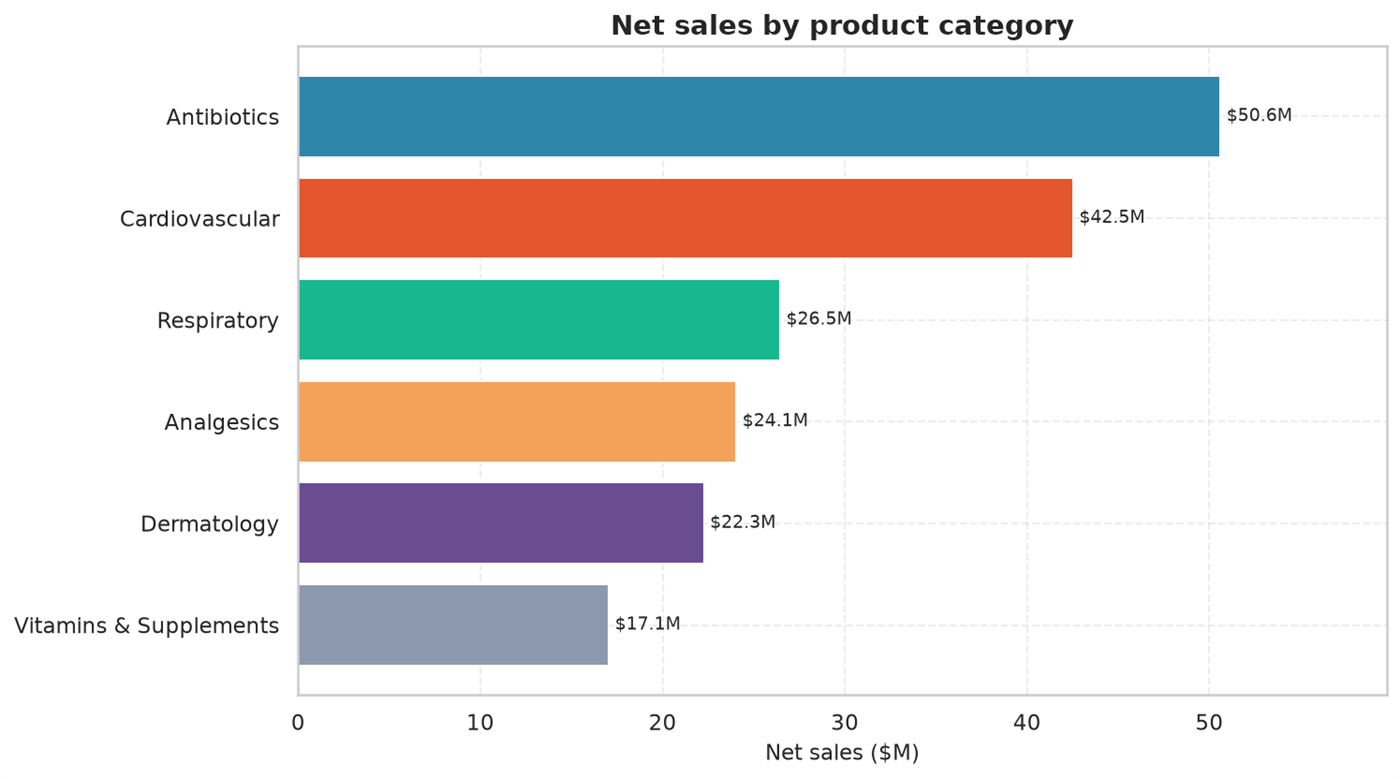 Net sales by product category
Antibiotics $50.6M
Cardiovascular $42.5M
Respiratory $26.5M
Analgesics $24.1M
Dermatology $22.3M
Vitamins & Supplements $17.1M
0 10 20 30 40 50
Net sales ($M)